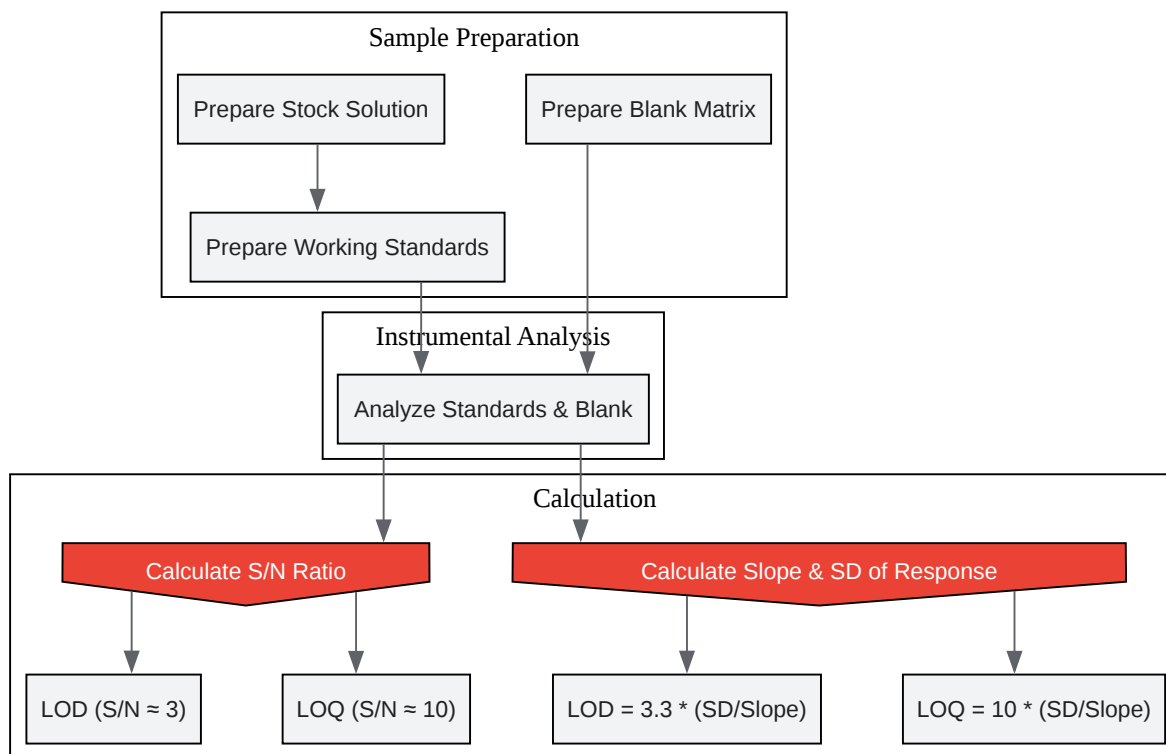 Sample Preparation
Prepare Stock Solution
Prepare Blank Matrix
Prepare Working Standards
Instrumental Analysis
Analyze Standards & Blank
Calculation
Calculate S/N Ratio
Calculate Slope & SD of Response
LOD (S/N ≈ 3)
LOQ (S/N ≈ 10)
LOD = 3.3 * (SD/Slope)
LOQ = 10 * (SD/Slope)